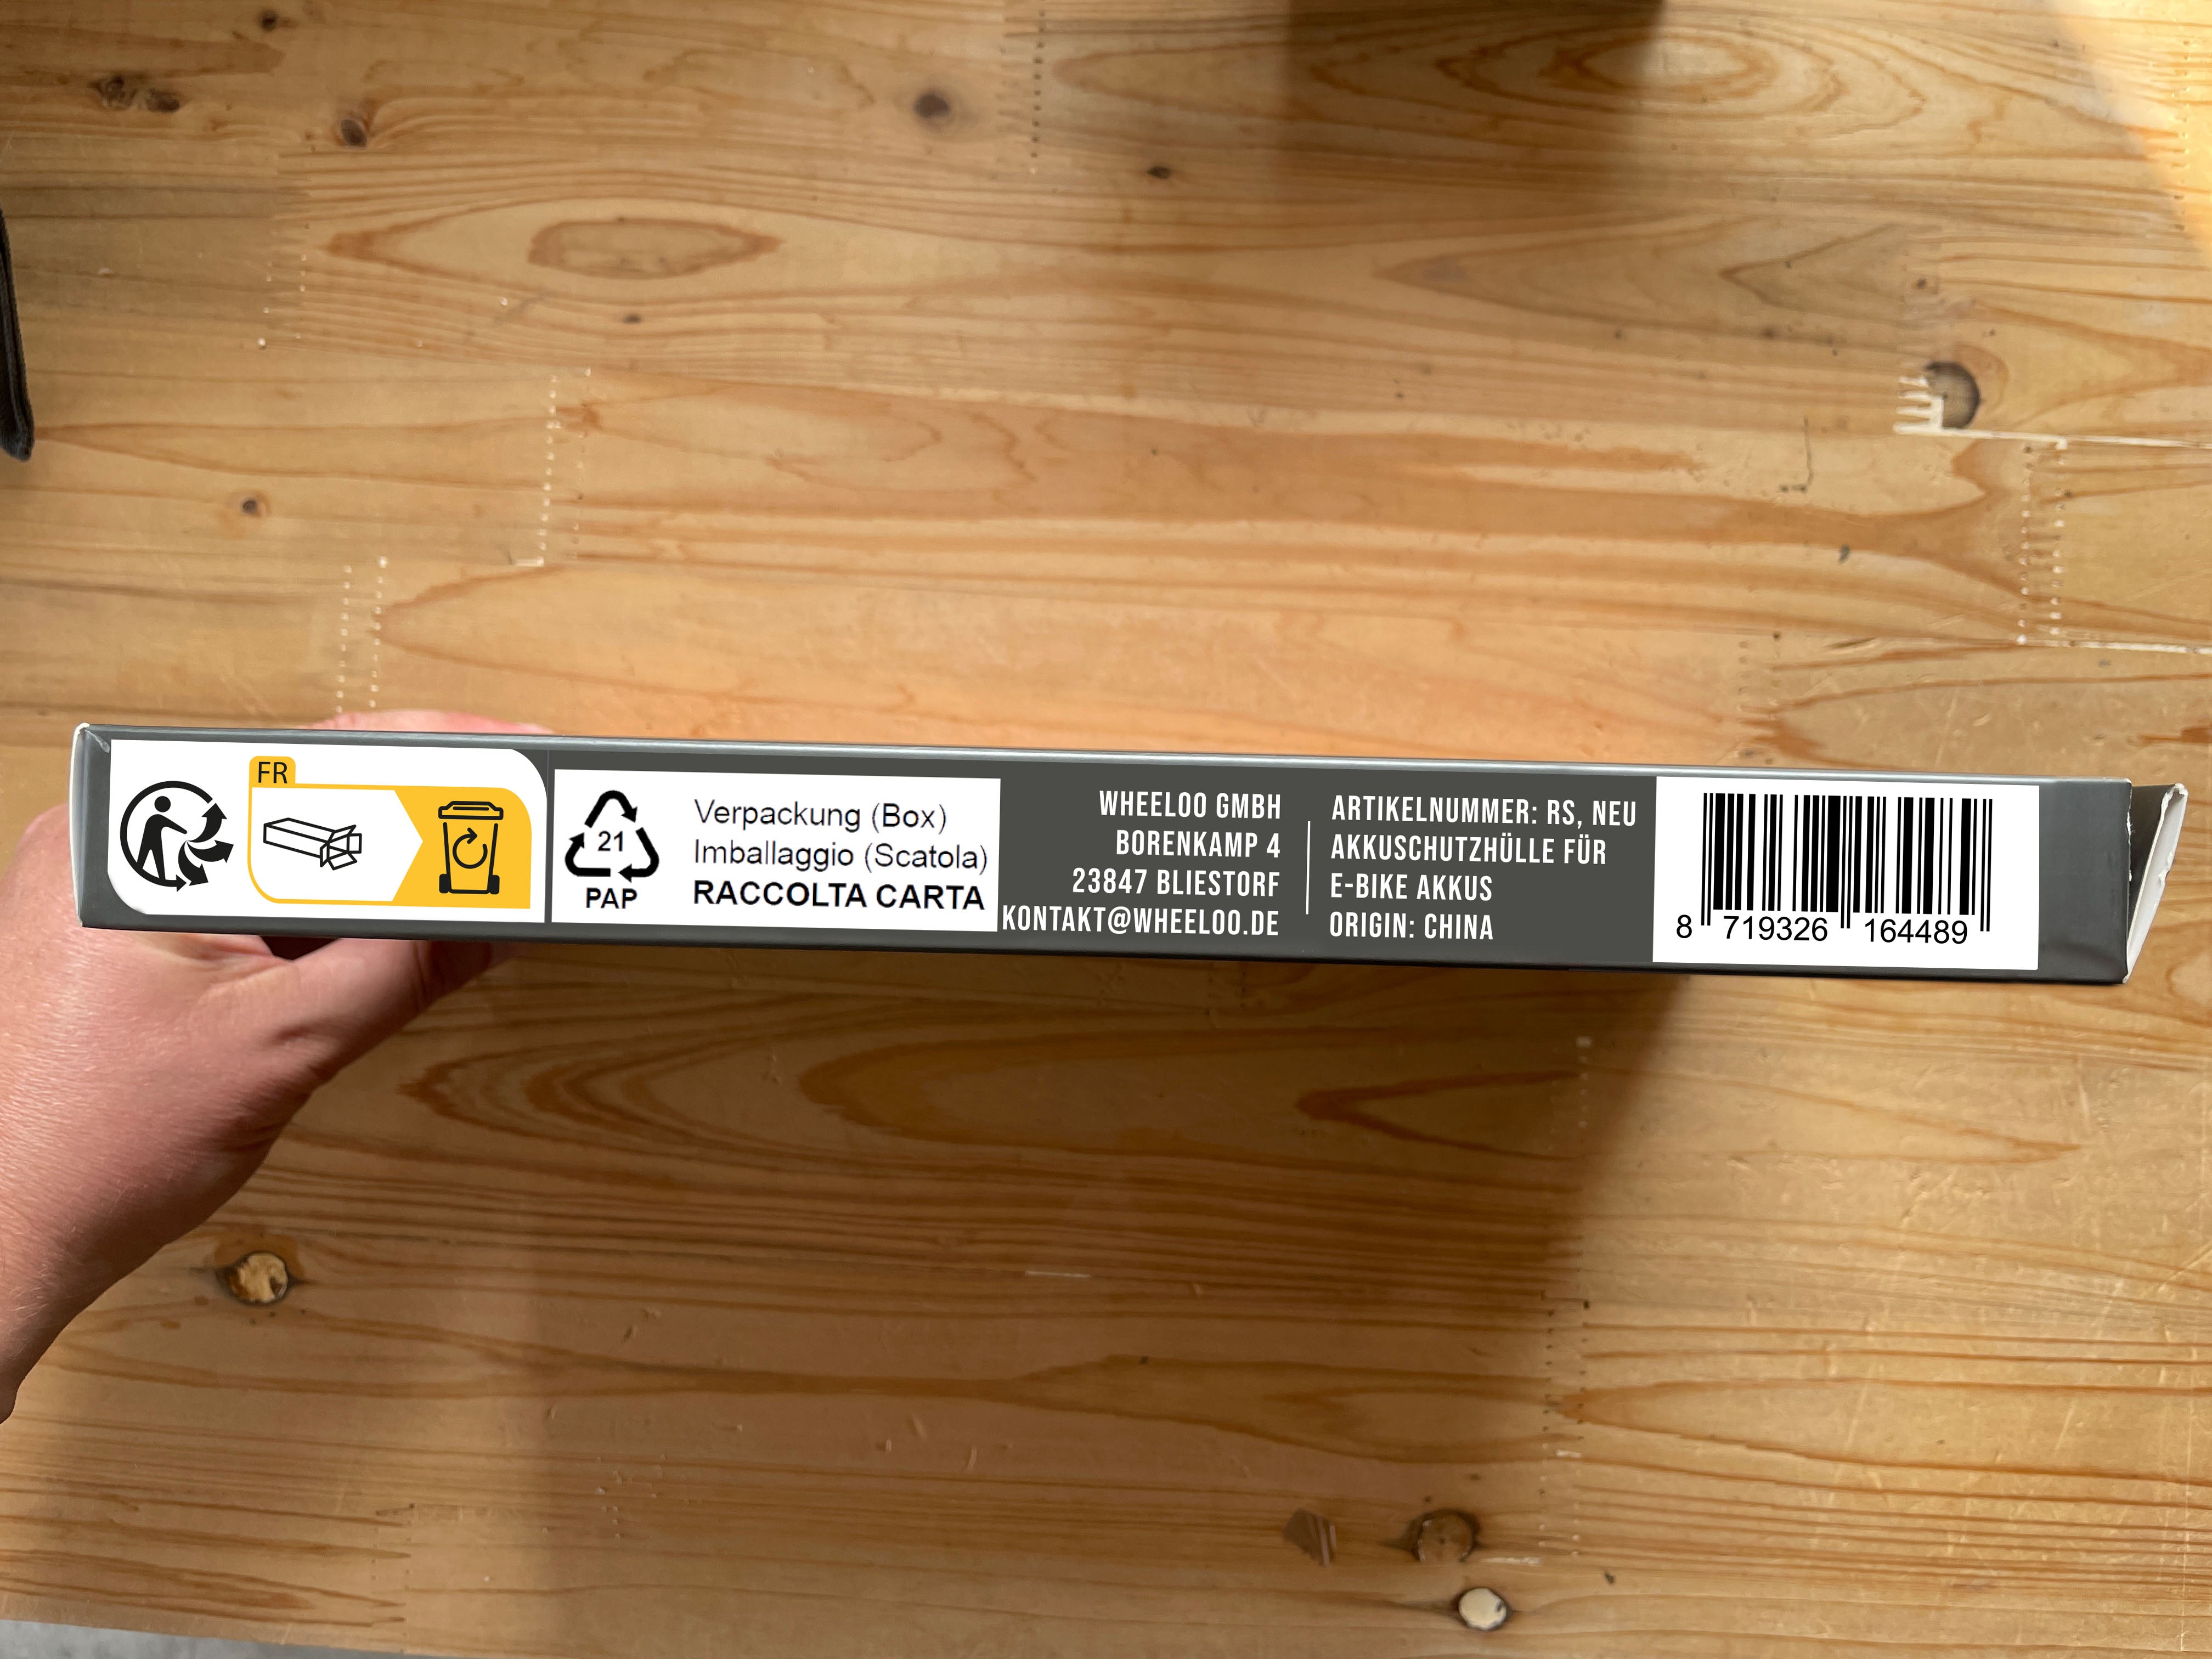 FR
21
PAP
Verpackung (Box)
Imballaggio (Scatola)
RACCOLTA CARTA
WHEELOO GMBH
BORENKAMP 4
23847 BLIESTORF
KONTAKT@WHEELOO.DE
ARTIKELNUMMER: RS, NEU
AKKUSCHUTZHÜLLE FÜR
E-BIKE AKKUS
ORIGIN: CHINA
8 719326 164489